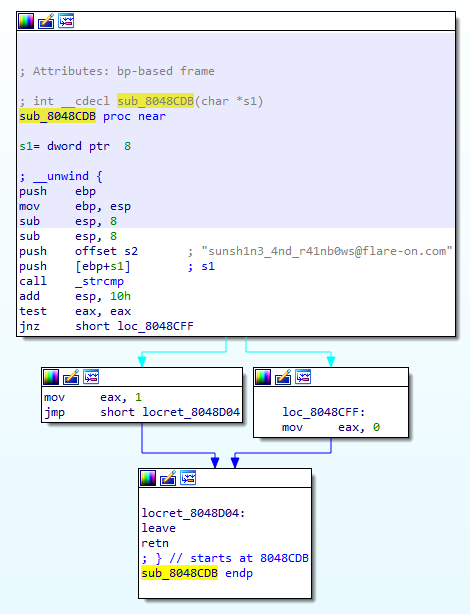 ; Attributes: bp-based frame
; int __cdecl sub_8048CDB(char *s1)
sub_8048CDB proc near
s1= dword ptr  8
; __unwind {
push    ebp
mov     ebp, esp
sub     esp, 8
sub     esp, 8
push    offset s2       ; "sunsh1n3_4nd_r41nb0ws@flare-on.com"
push    [ebp+s1]        ; s1
call    _strcmp
add     esp, 10h
test    eax, eax
jnz     short loc_8048CFF
mov     eax, 1
jmp     short locret_8048D04
loc_8048CFF:
mov     eax, 0
locret_8048D04:
leave
retn
; } // starts at 8048CDB
sub_8048CDB endp